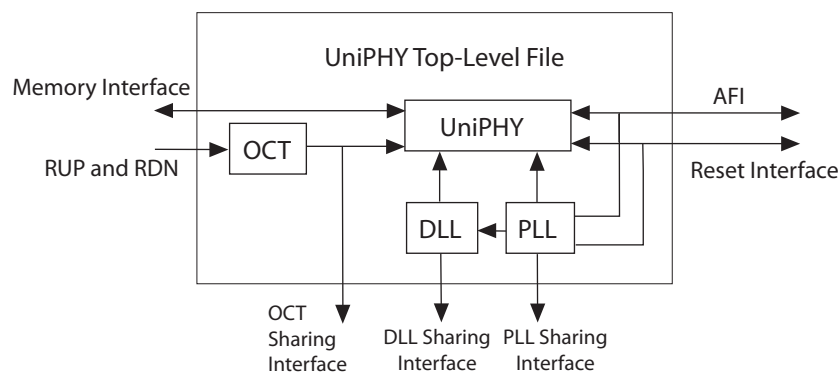 UniPHY Top-Level File
Memory Interface
AFI
UniPHY
OCT
RUP and RDN
Reset Interface
DLL
PLL
OCT
Sharing
Interface
DLL Sharing
Interface
PLL Sharing
Interface